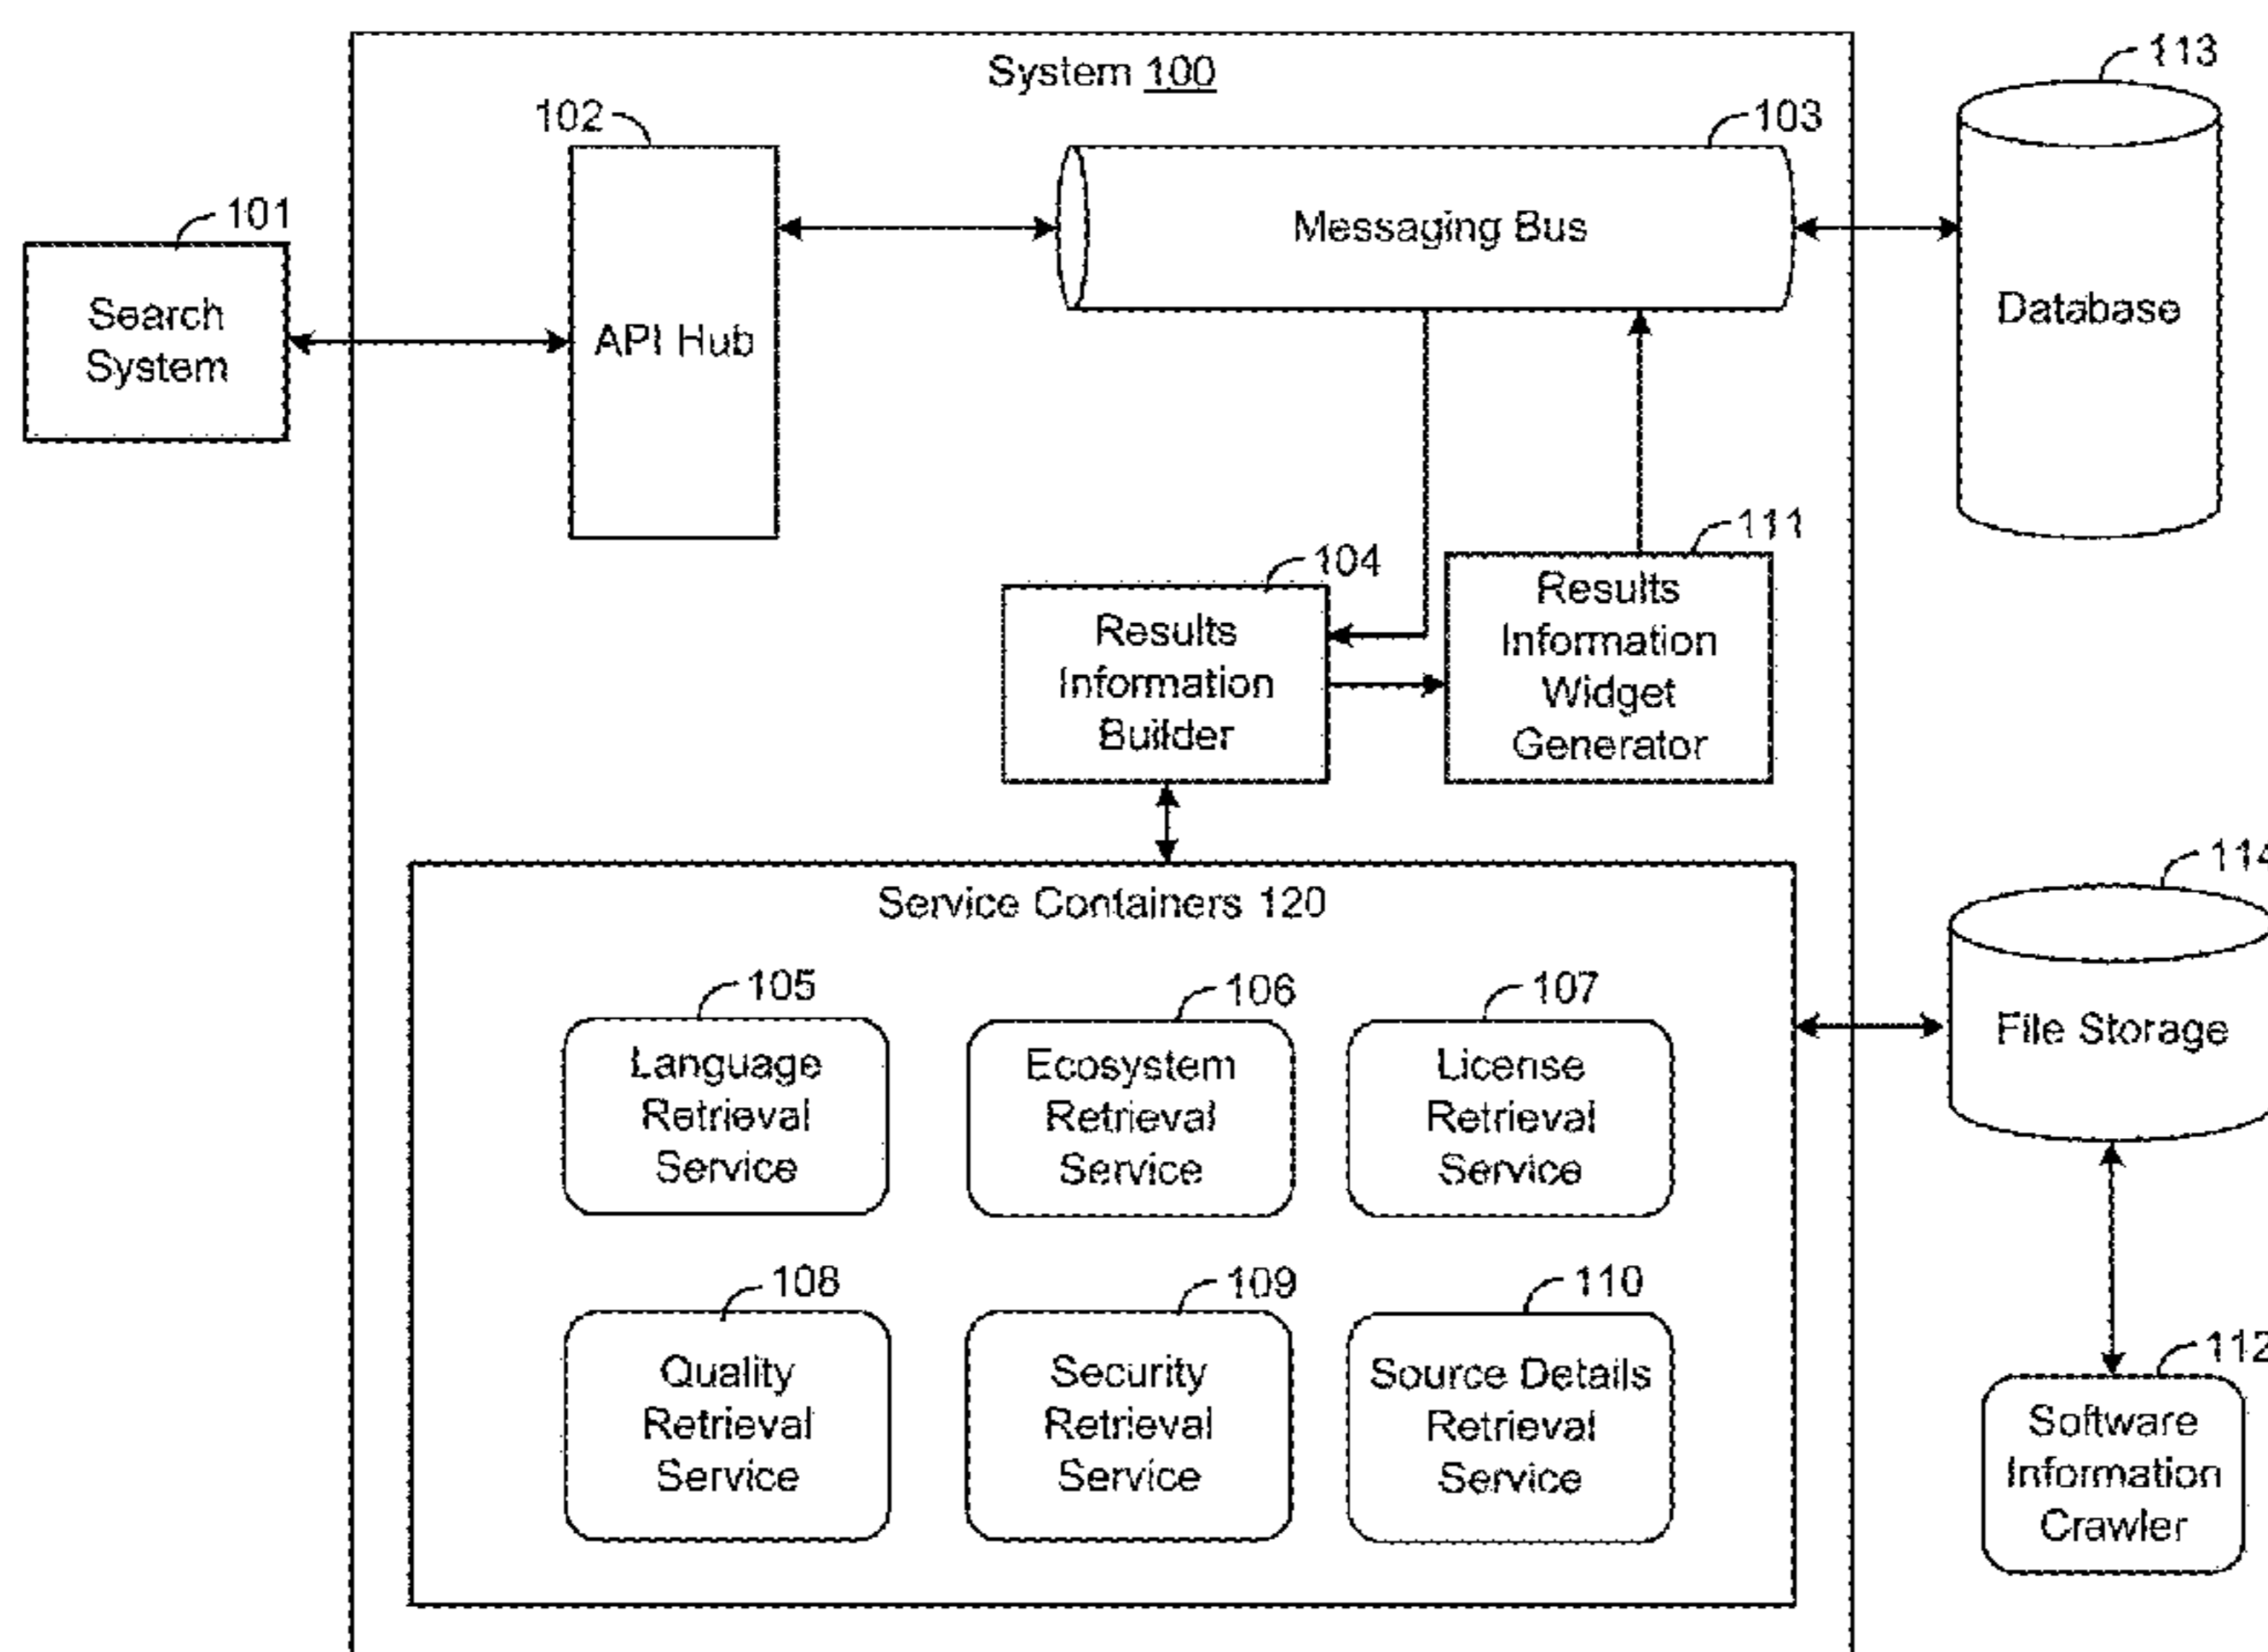 System 100
113
102
103
101
Messaging Bus
Search
System
API Hub
Database
111
104
Results
Information
Widget
Generator
Results
Information
Builder
114
Service Containers 120
File Storage
105
106
107
Language
Retrieval
Service
Ecosystem
Retrieval
Service
License
Retrieval
Service
108
109
110
112
Quality
Retrieval
Service
Security
Retrieval
Service
Source Details
Retrieval
Service
Software
Information
Crawler